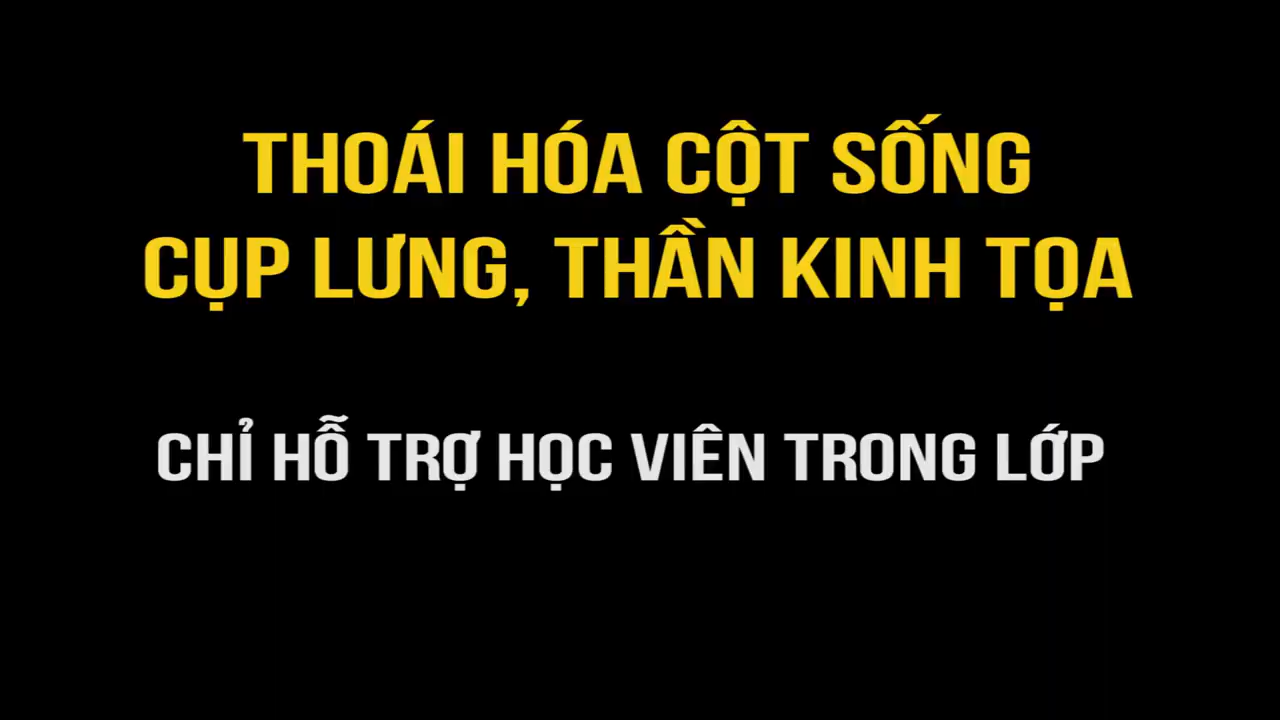 THOÁI HÓA CỘT SỐNG
CỤP LƯNG, THẦN KINH TỌA
CHỈ HỖ TRỢ HỌC VIÊN TRONG LỚP